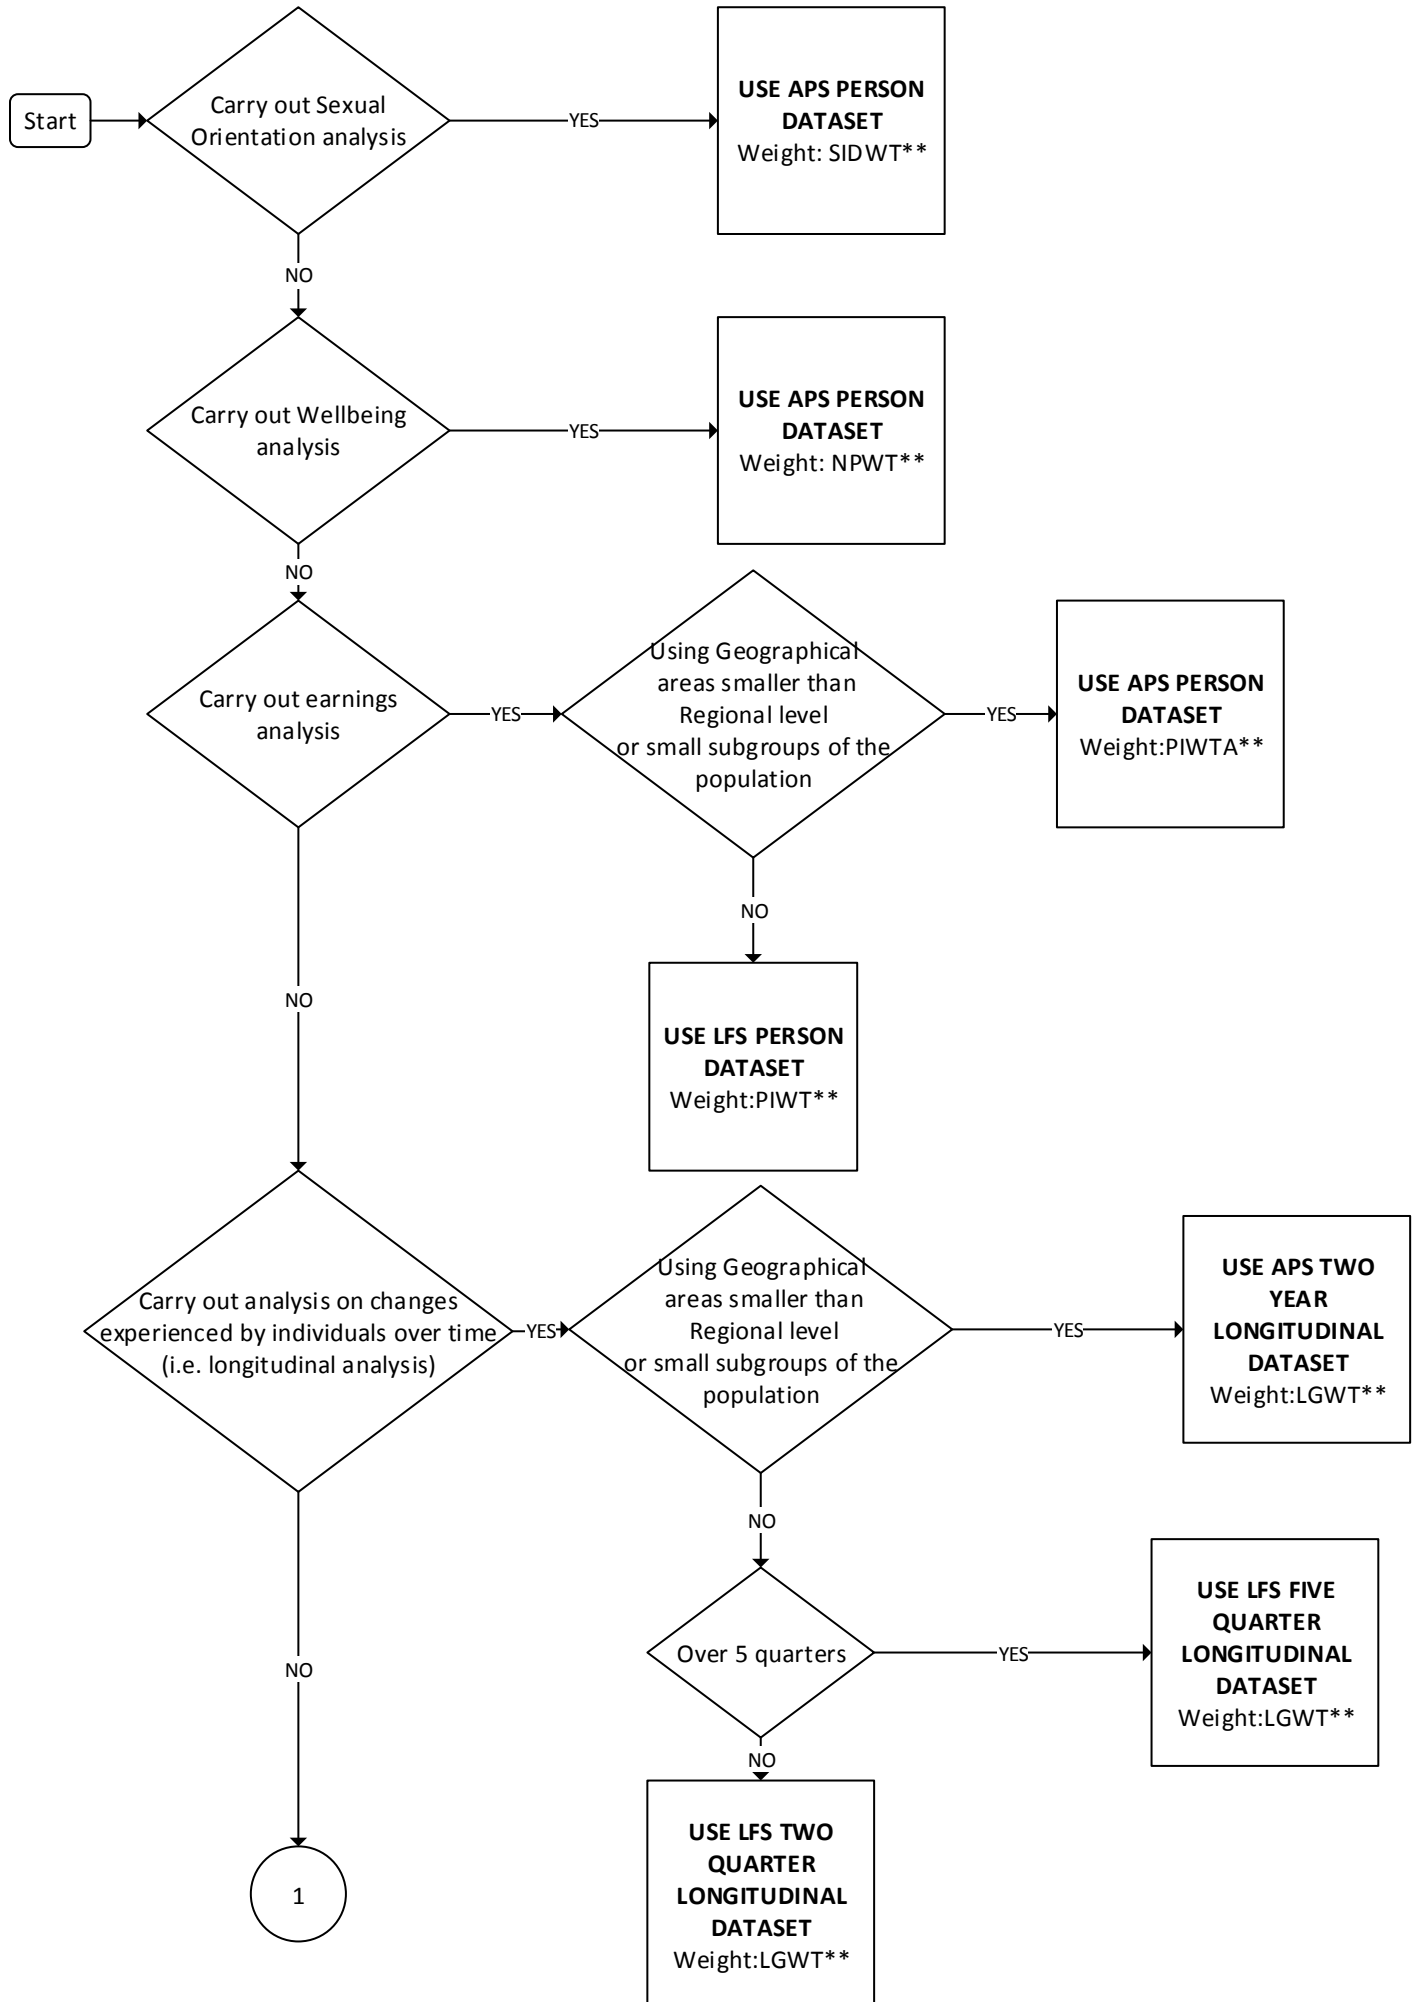 Start
Carry out Sexual
Orientation analysis
YES
USE APS PERSON
DATASET
Weight: SIDWT**
NO
Carry out Wellbeing
analysis
YES
USE APS PERSON
DATASET
Weight: NPWT**
NO
Carry out earnings
analysis
YES
Using Geographical
areas smaller than
Regional level
or small subgroups of the
population
YES
USE APS PERSON
DATASET
Weight:PIWTA**
NO
USE LFS PERSON
DATASET
Weight:PIWT**
NO
Carry out analysis on changes
experienced by individuals over time
(i.e. longitudinal analysis)
YES
Using Geographical
areas smaller than
Regional level
or small subgroups of the
population
YES
USE APS TWO
YEAR
LONGITUDINAL
DATASET
Weight:LGWT**
NO
Over 5 quarters
YES
USE LFS FIVE
QUARTER
LONGITUDINAL
DATASET
Weight:LGWT**
NO
USE LFS TWO
QUARTER
LONGITUDINAL
DATASET
Weight:LGWT**
NO
1